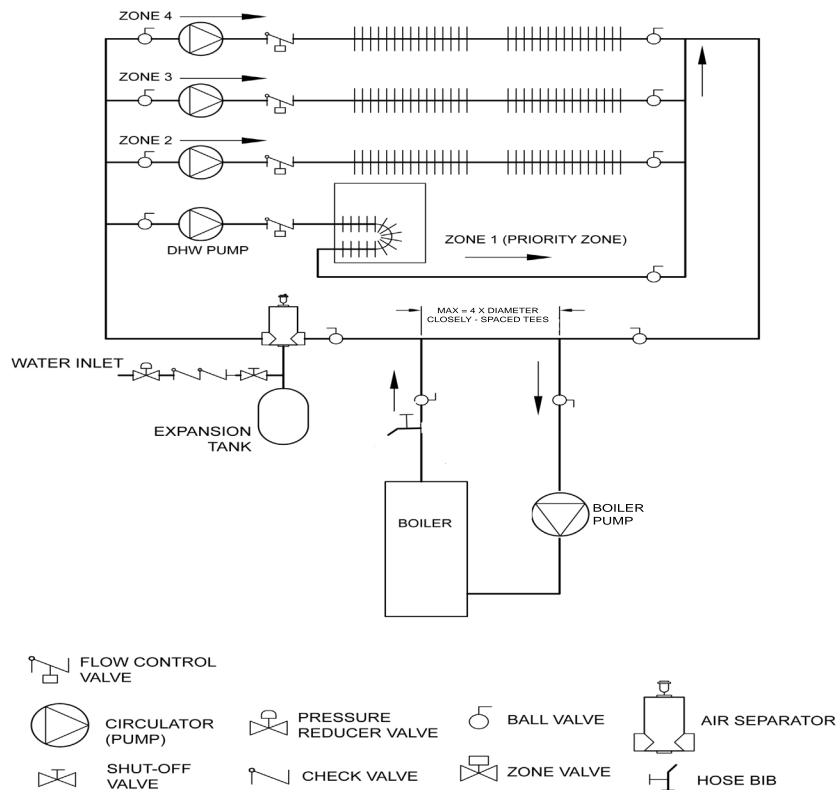 ZONE 4
ZONE 3
ZONE 2
DHW PUMP
ZONE 1 (PRIORITY ZONE)
MAX = 4 X DIAMETER
CLOSELY - SPACED TEES
WATER INLET
EXPANSION
TANK
BOILER
BOILER
PUMP
FLOW CONTROL
VALVE
CIRCULATOR
(PUMP)
PRESSURE
REDUCER VALVE
BALL VALVE
AIR SEPARATOR
SHUT-OFF
VALVE
CHECK VALVE
ZONE VALVE
HOSE BIB